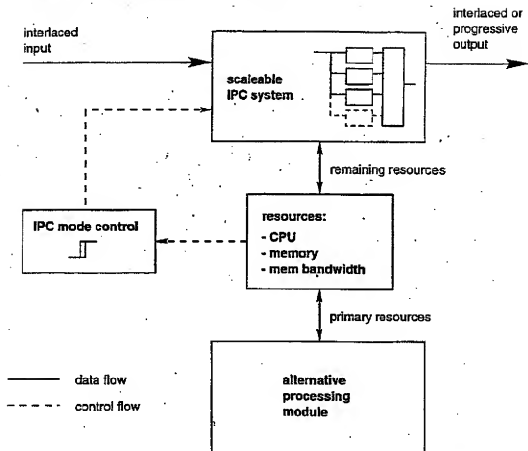 interlaced
input
interlaced or
progressive
output
scaleable
IPC system
remaining resources
IPC mode control
resources:
- CPU
- memory
- mem bandwidth
primary resources
alternative
processing
module
data flow
control flow